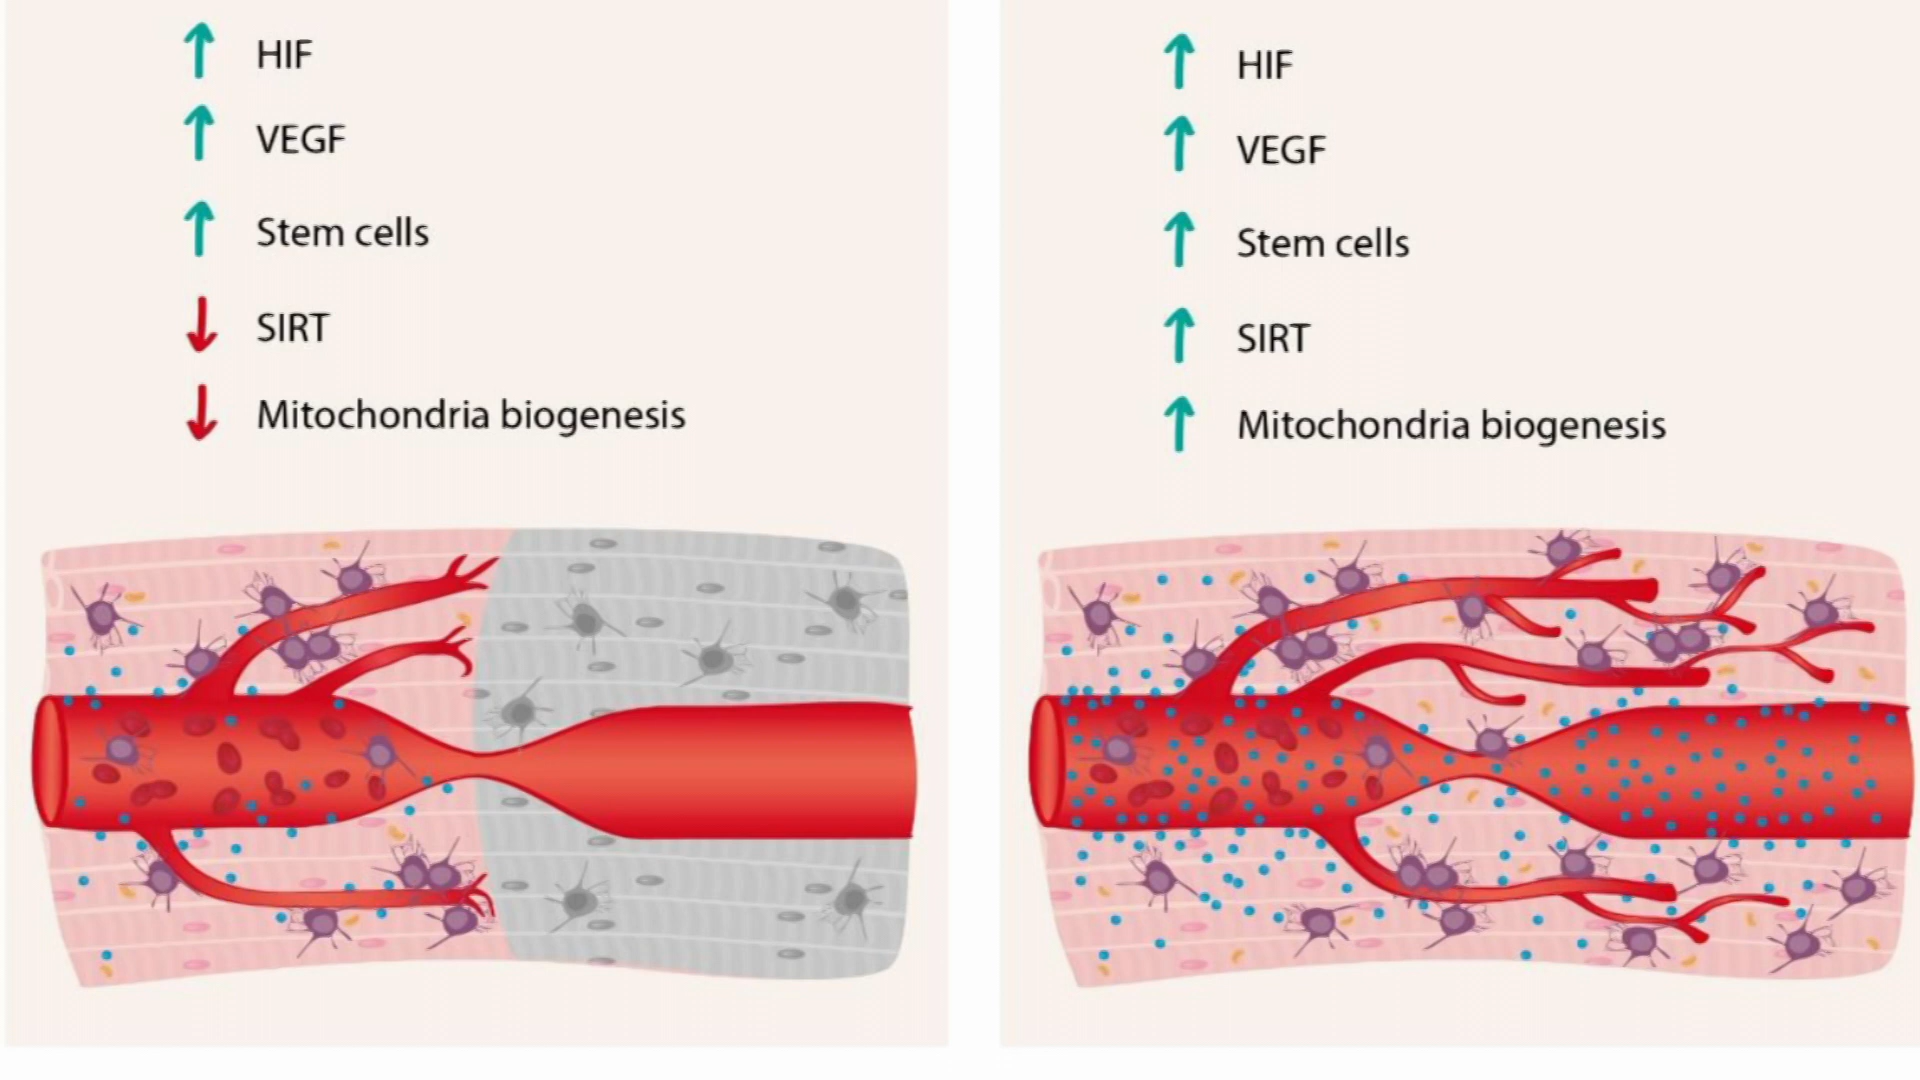 HIF
VEGF
Stem cells
SIRT
Mitochondria biogenesis
HIF
VEGF
Stem cells
SIRT
Mitochondria biogenesis